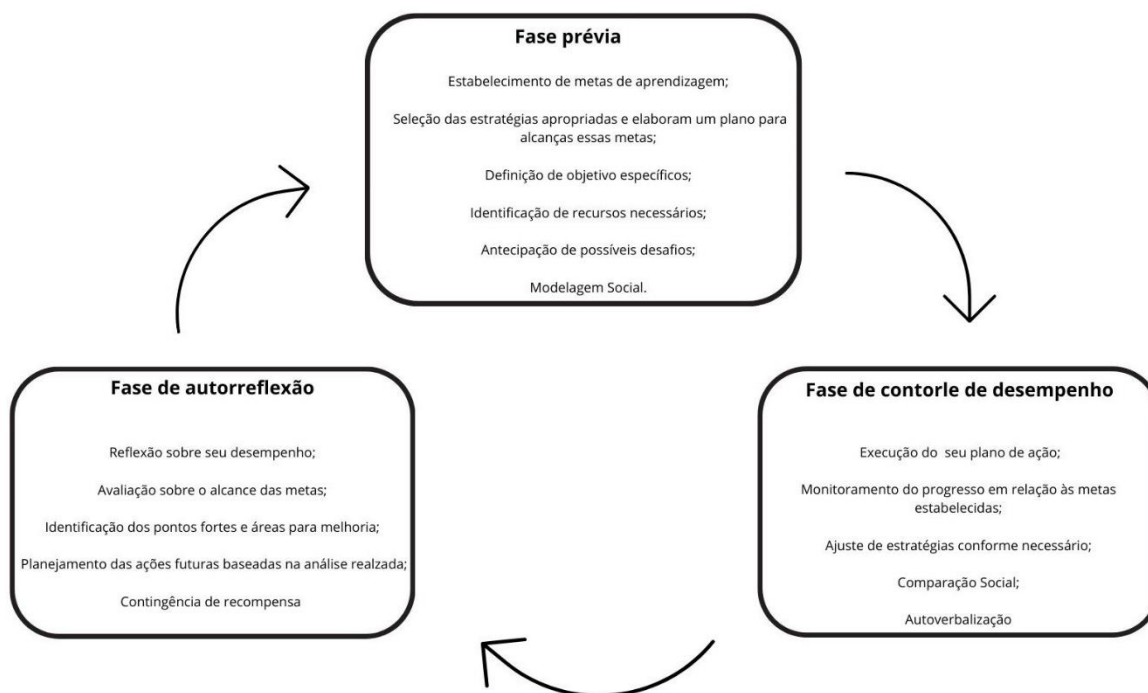 Fase prévia
Estabelecimento de metas de aprendizagem;
Seleção das estratégias apropriadas e elaboram um plano para
alcanças essas metas;
Definição de objetivo específicos;
Identificação de recursos necessários;
Antecipação de possíveis desafios;
Modelagem Social.
Fase de autorreflexão
Reflexão sobre seu desempenho;
Avaliação sobre o alcance das metas;
Identificação dos pontos fortes e áreas para melhoria;
Planejamento das ações futuras baseadas na análise realzada;
Contingência de recompensa
Fase de contorle de desempenho
Execução do seu plano de ação;
Monitoramento do progresso em relação às metas
estabelecidas;
Ajuste de estratégias conforme necessário;
Comparação Social;
Autoverbalização